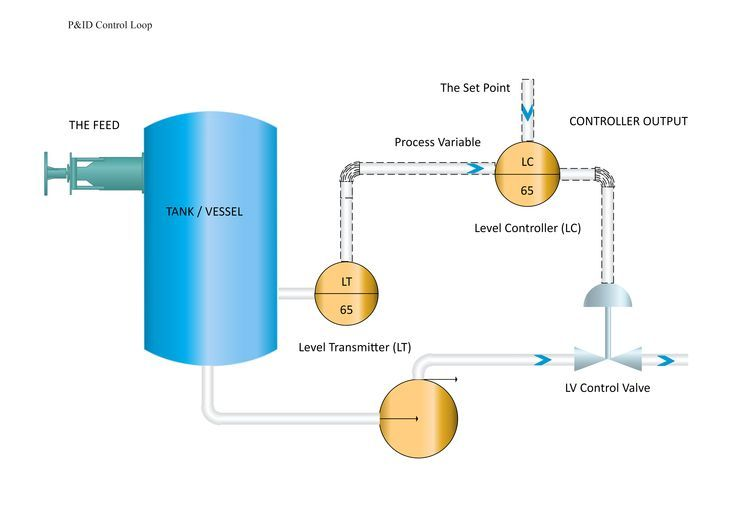 P&ID Control Loop
The Set Point
THE FEED
CONTROLLER OUTPUT
Process Variable
LC
65
TANK / VESSEL
Level Controller (LC)
LT
65
Level Transmitter (LT)
LV Control Valve